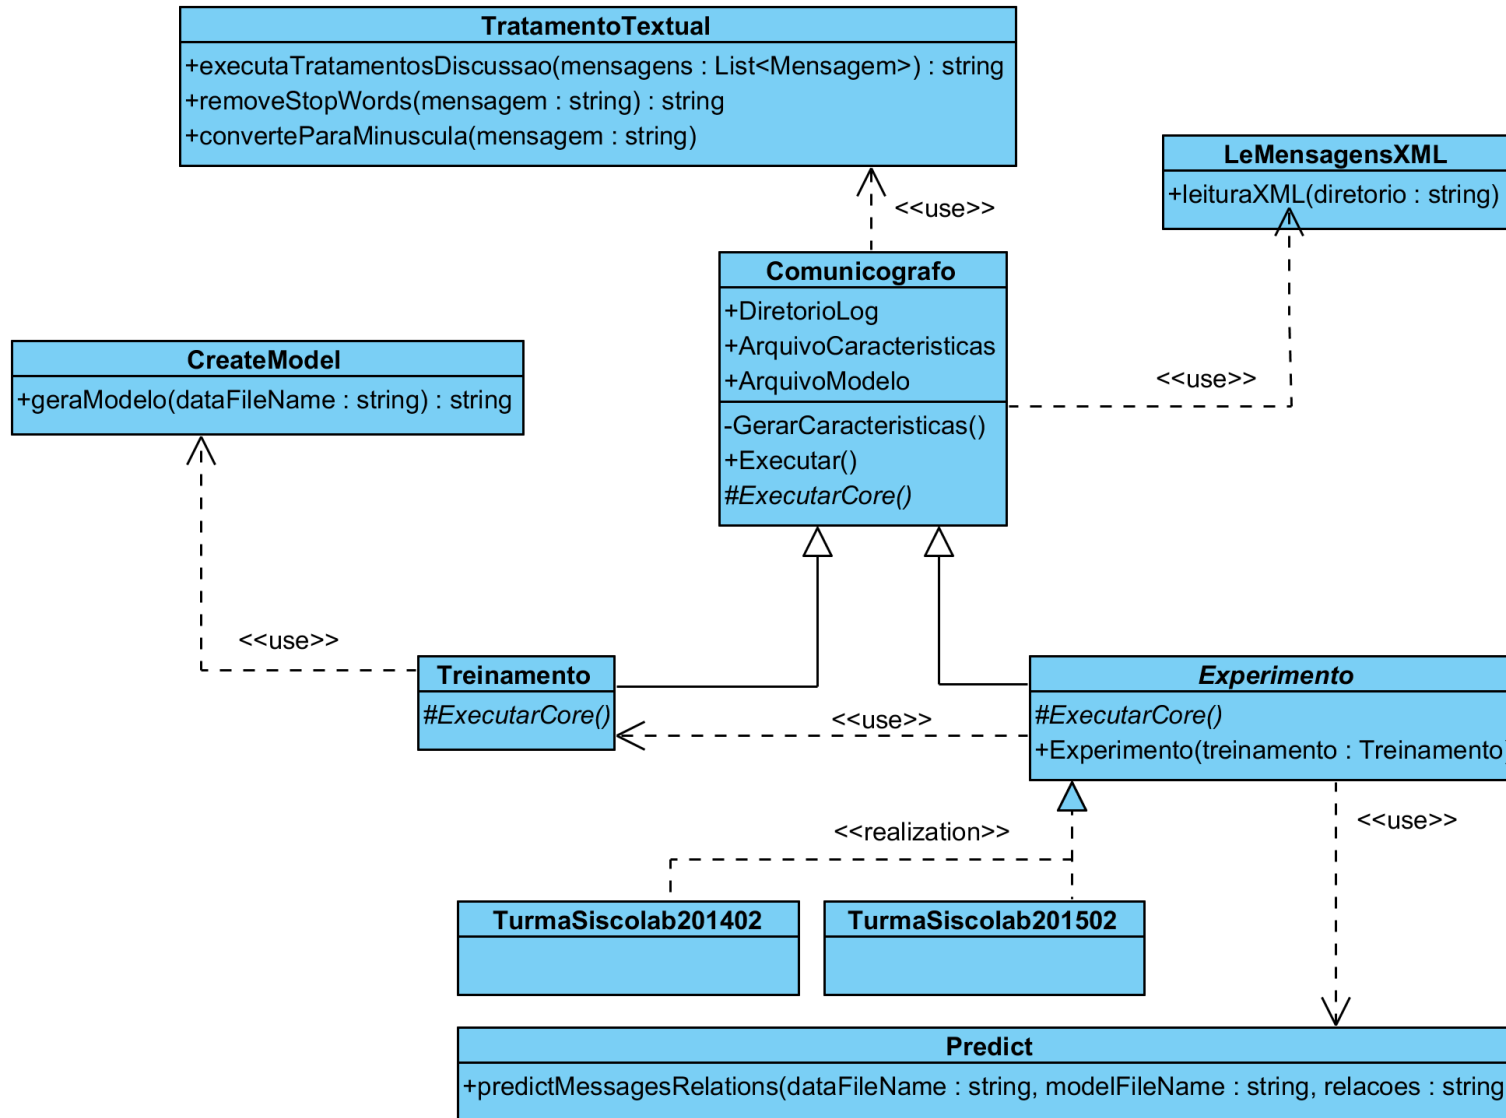 TratamentoTextual
+executaTratamentosDiscussao(mensagens : List<Mensagem>) : string
+removeStopWords(mensagem : string) : string
+converteParaMinuscula(mensagem : string)
LeMensagensXML
+leituraXML(diretorio : string)
<<use>>
Comunicografo
+DiretorioLog
+ArquivoCaracteristicas
+ArquivoModelo
-GerarCaracteristicas()
+Executar()
#ExecutarCore()
<<use>>
CreateModel
+geraModelo(dataFileName : string) : string
<<use>>
Treinamento
#ExecutarCore()
<<use>>
Experimento
#ExecutarCore()
+Experimento(treinamento : Treinamento)
<<realization>>
<<use>>
TurmaSiscolab201402
TurmaSiscolab201502
Predict
+predictMessagesRelations(dataFileName : string, modelFileName : string, relacoes : string